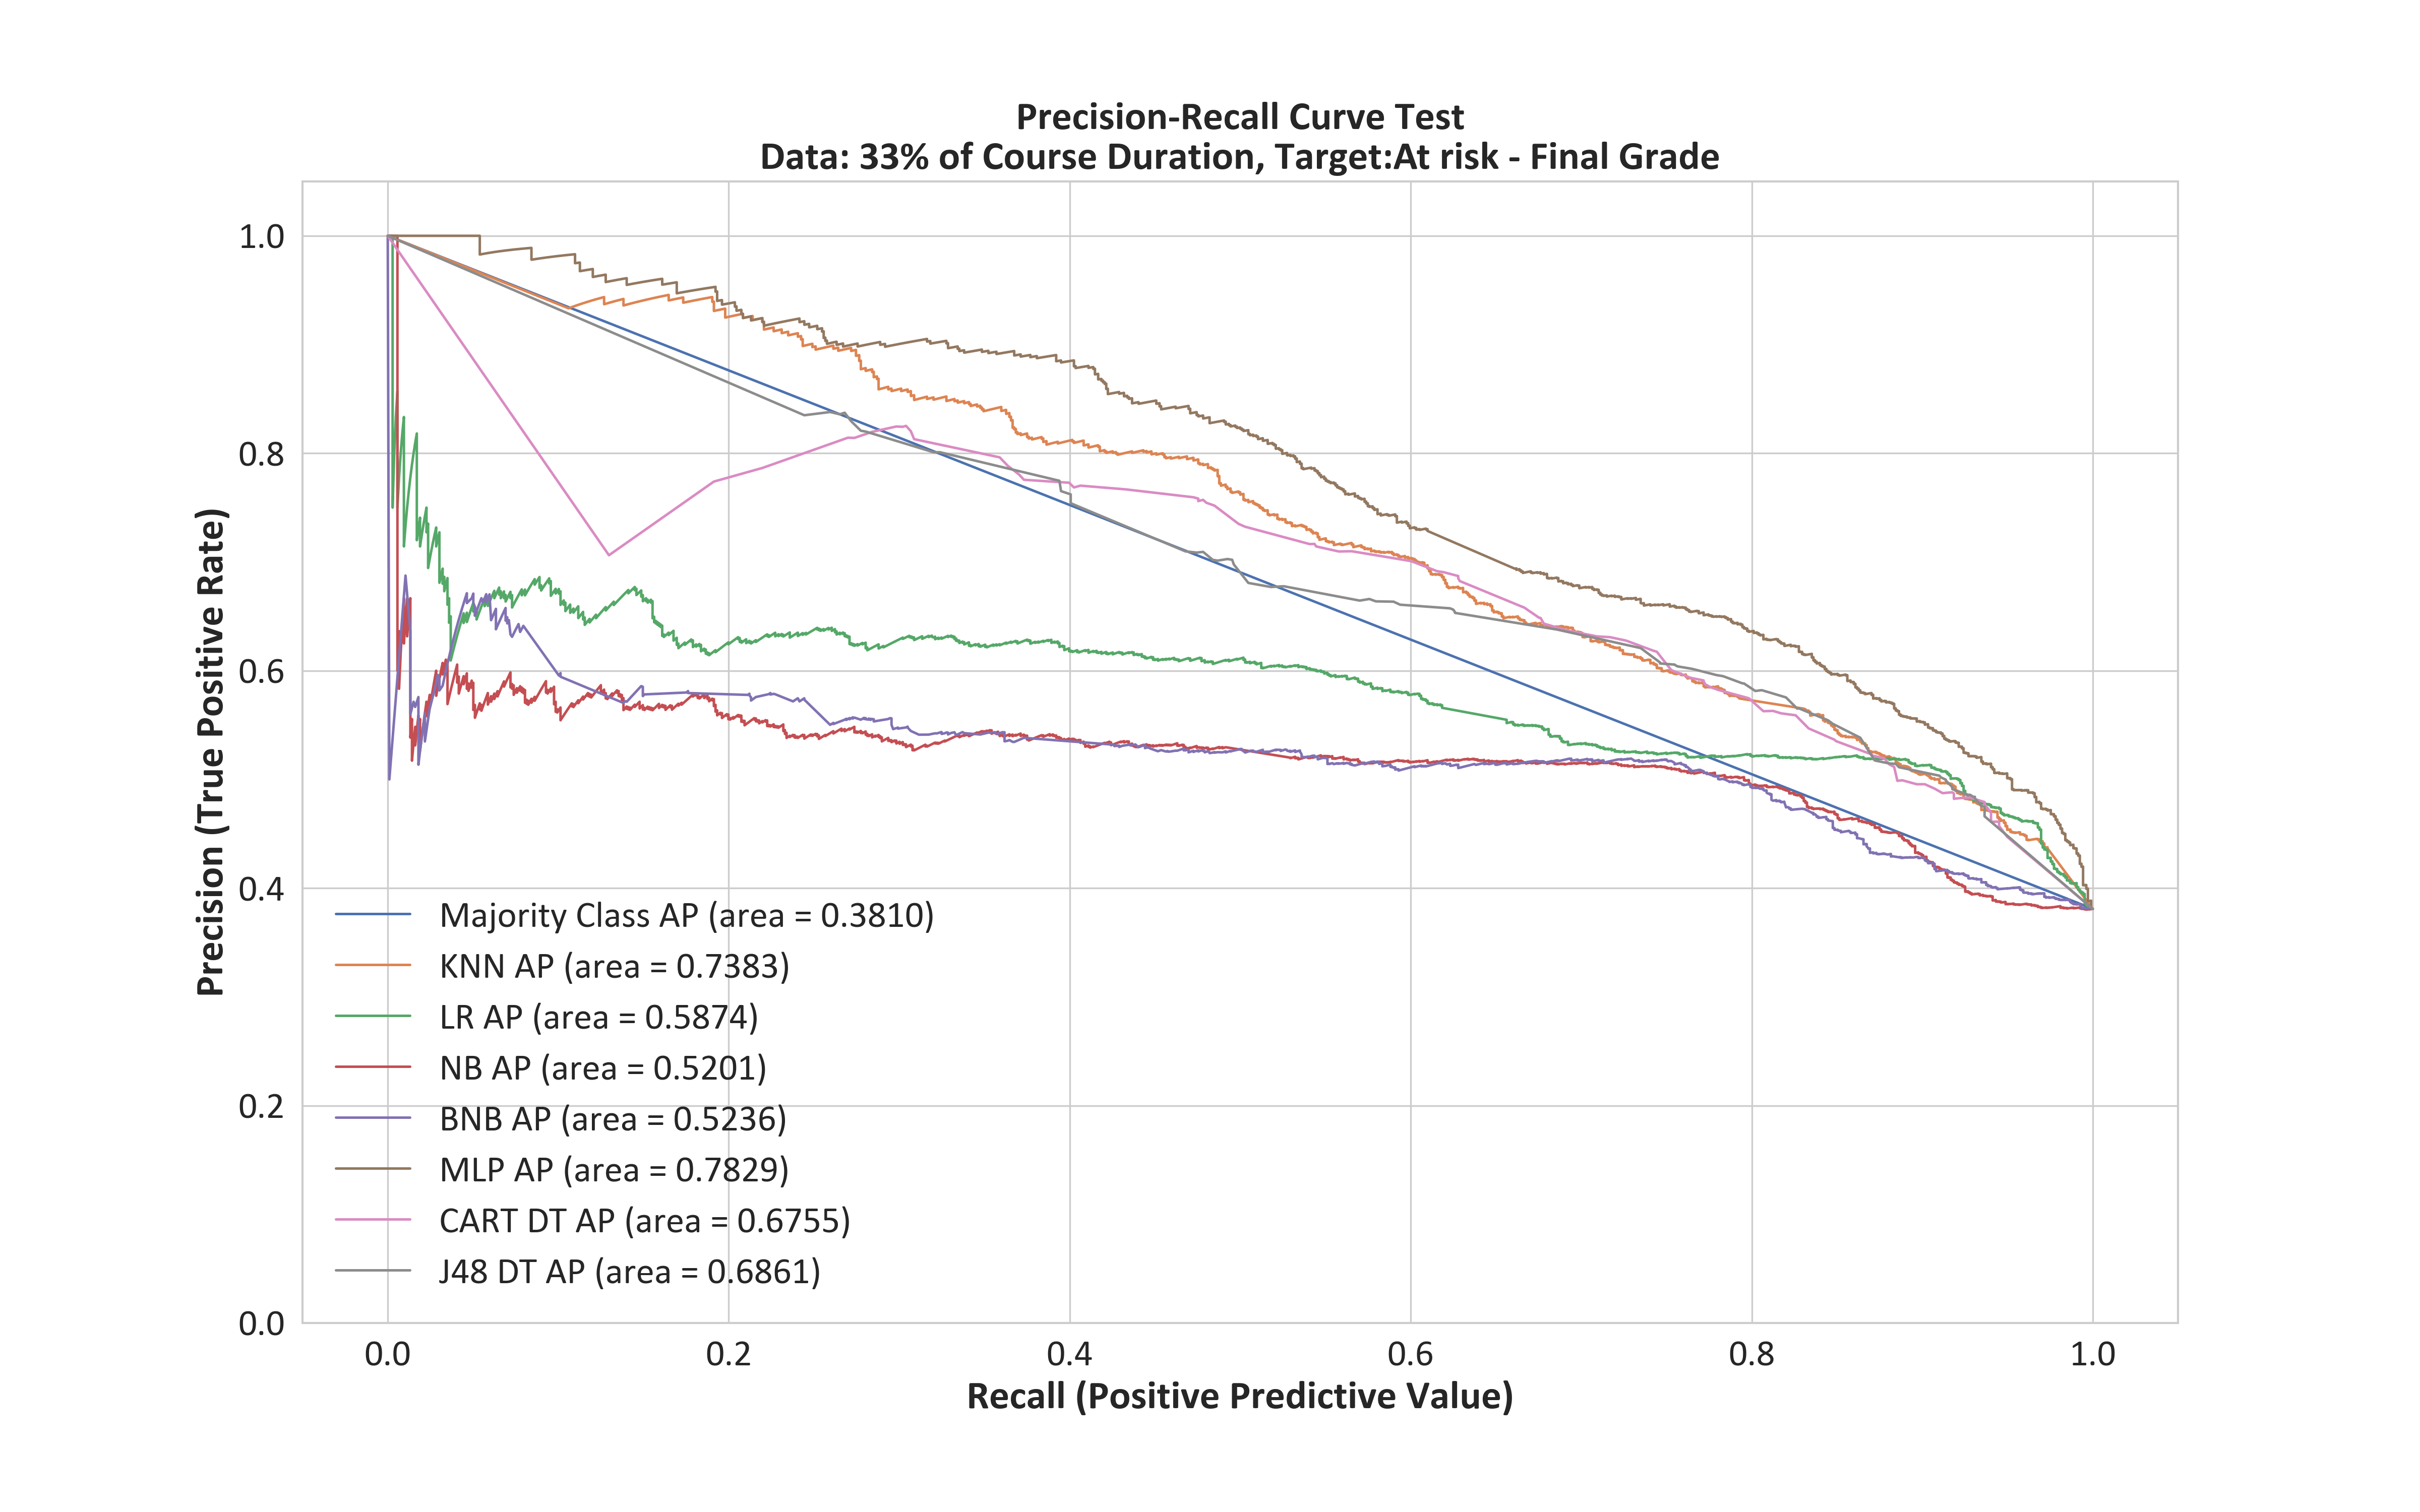 Precision-Recall Curve Test
Data: 33% of Course Duration, Target:At risk - Final Grade
Precision (True Positive Rate)
1.0
0.8
0.6
0.4
0.2
0.0
Majority Class AP (area = 0.3810)
KNN AP (area = 0.7383)
LR AP (area = 0.5874)
NB AP (area = 0.5201)
BNB AP (area = 0.5236)
MLP AP (area = 0.7829)
CART DT AP (area = 0.6755)
J48 DT AP (area = 0.6861)
0.0 0.2 0.4 0.6 0.8 1.0
Recall (Positive Predictive Value)